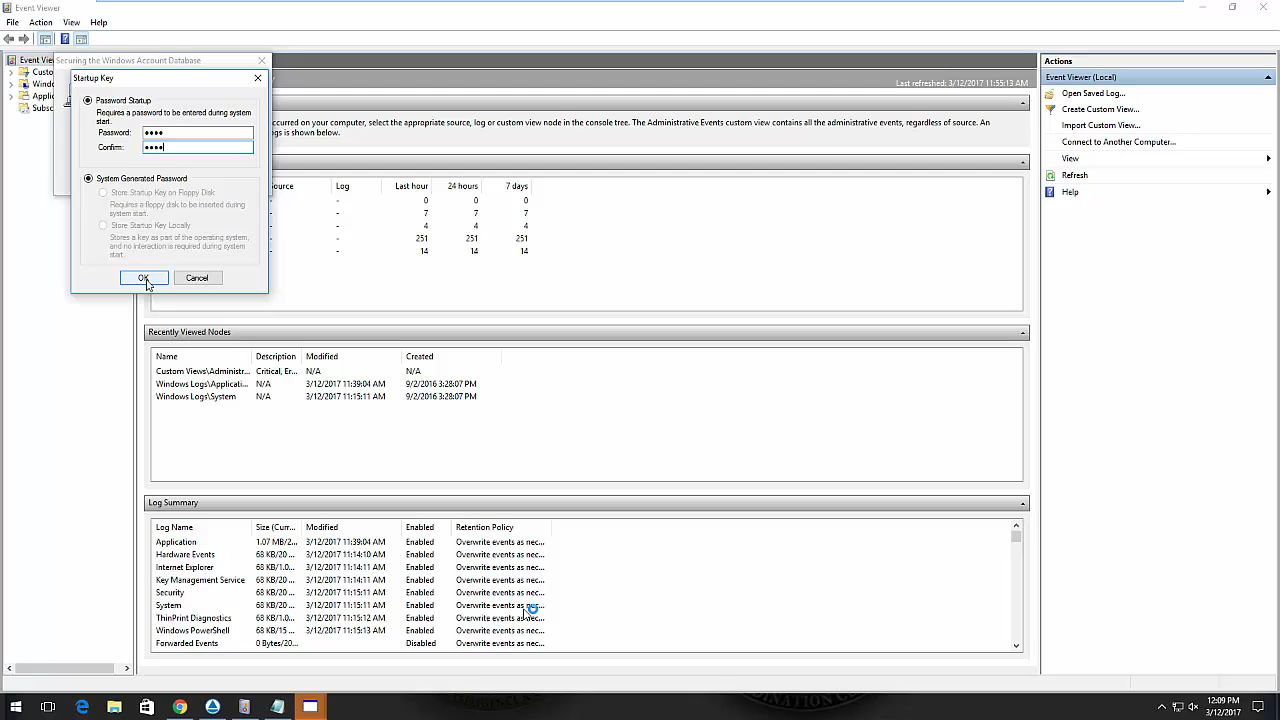 Event Viewer
File Action View Help
Event Vie
Custo
Windo
Applic
Subsc
Securing the Windows Account Database
Startup Key
Password Startup
Requires a password to be entered during system
start.
Password: ••••
Confirm: ••••
System Generated Password
Store Startup Key on Floppy Disk
Requires a floppy disk to be inserted during
system start.
Store Startup Key Locally
Stores a key as part of the operating system,
and no interaction is required during system
start.
OK Cancel
Last refreshed: 3/12/2017 11:55:13 AM
occurred on your , select the appropriate source, log or custom view node in the console tree. The Administrative Events custom view contains all the administrative events, regardless of source. An
logs is shown below.
Source Log Last hour 24 hours 7 days
- - 0 0 0
- - 7 7 7
- - 4 4 4
- - 251 251 251
- - 14 14 14
Recently Viewed Nodes
Name Description Modified Created
Custom Views\Administr... Critical, Er... N/A N/A
Windows Logs\Applicati... N/A 3/12/2017 11:39:04 AM 9/2/2016 3:28:07 PM
Windows Logs\System N/A 3/12/2017 11:15:11 AM 9/2/2016 3:28:07 PM
Log Summary
Log Name Size (Curr... Modified Enabled Retention Policy
Application 1.07 MB/2... 3/12/2017 11:39:04 AM Enabled Overwrite events as nec...
Hardware Events 68 KB/20 ... 3/12/2017 11:14:10 AM Enabled Overwrite events as nec...
Internet Explorer 68 KB/1.0... 3/12/2017 11:14:11 AM Enabled Overwrite events as nec...
Key Management Service 68 KB/20 ... 3/12/2017 11:14:11 AM Enabled Overwrite events as nec...
Security 68 KB/20 ... 3/12/2017 11:15:11 AM Enabled Overwrite events as nec...
System 68 KB/20 ... 3/12/2017 11:15:11 AM Enabled Overwrite events as nec...
ThinPrint Diagnostics 68 KB/1.0... 3/12/2017 11:15:12 AM Enabled Overwrite events as nec...
Windows PowerShell 68 KB/15 ... 3/12/2017 11:15:13 AM Enabled Overwrite events as nec...
Forwarded Events 0 Bytes/20... Disabled Overwrite events as nec...
Actions
Event Viewer (Local)
Open Saved Log...
Create Custom View...
Import Custom View...
Connect to Another Computer...
View
Refresh
Help
12:09 PM
3/12/2017